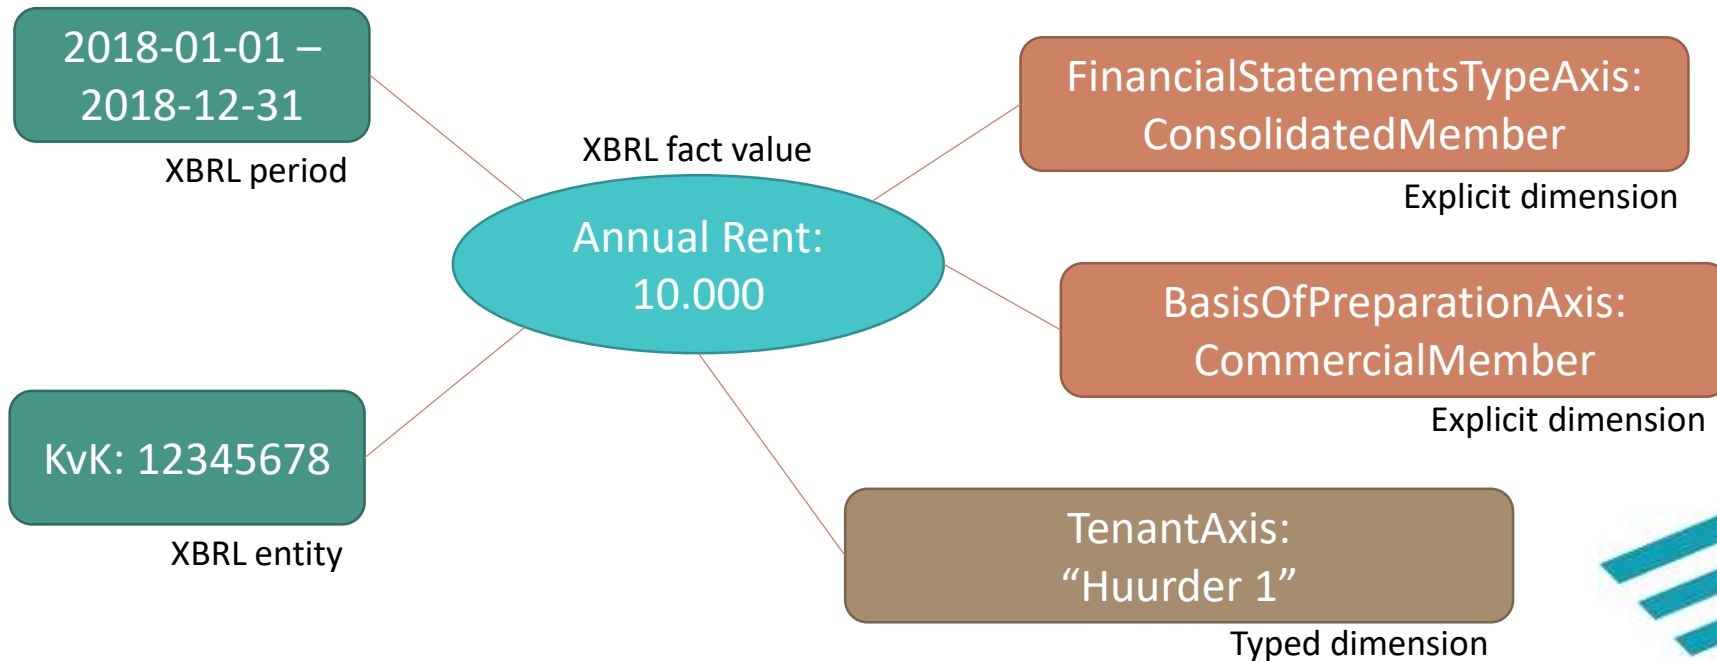 2018-01-01 –
2018-12-31
XBRL period
XBRL fact value
Annual Rent:
10.000
FinancialStatementsTypeAxis:
ConsolidatedMember
Explicit dimension
BasisOfPreparationAxis:
CommercialMember
Explicit dimension
KvK: 12345678
XBRL entity
TenantAxis:
“Huurder 1”
Typed dimension